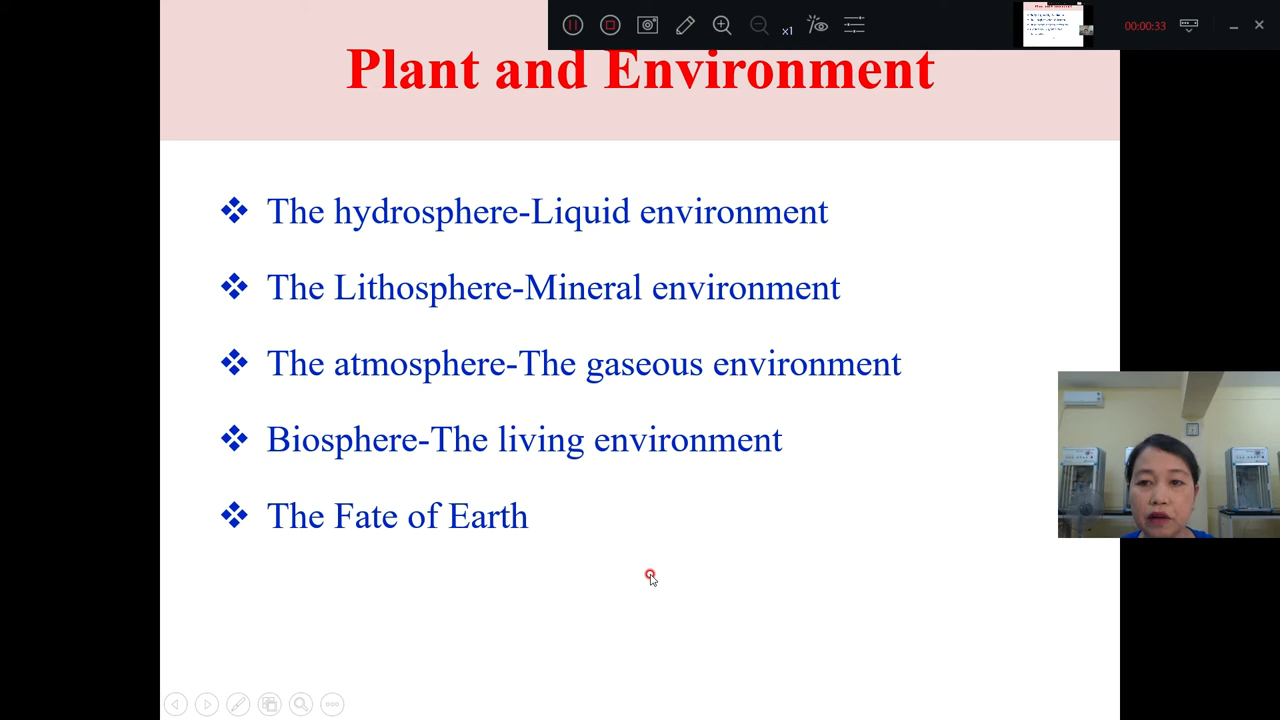 x1
00:00:33
Plant and Environment
❖ The hydrosphere-Liquid environment
❖ The Lithosphere-Mineral environment
❖ The atmosphere-The gaseous environment
❖ Biosphere-The living environment
❖ The Fate of Earth